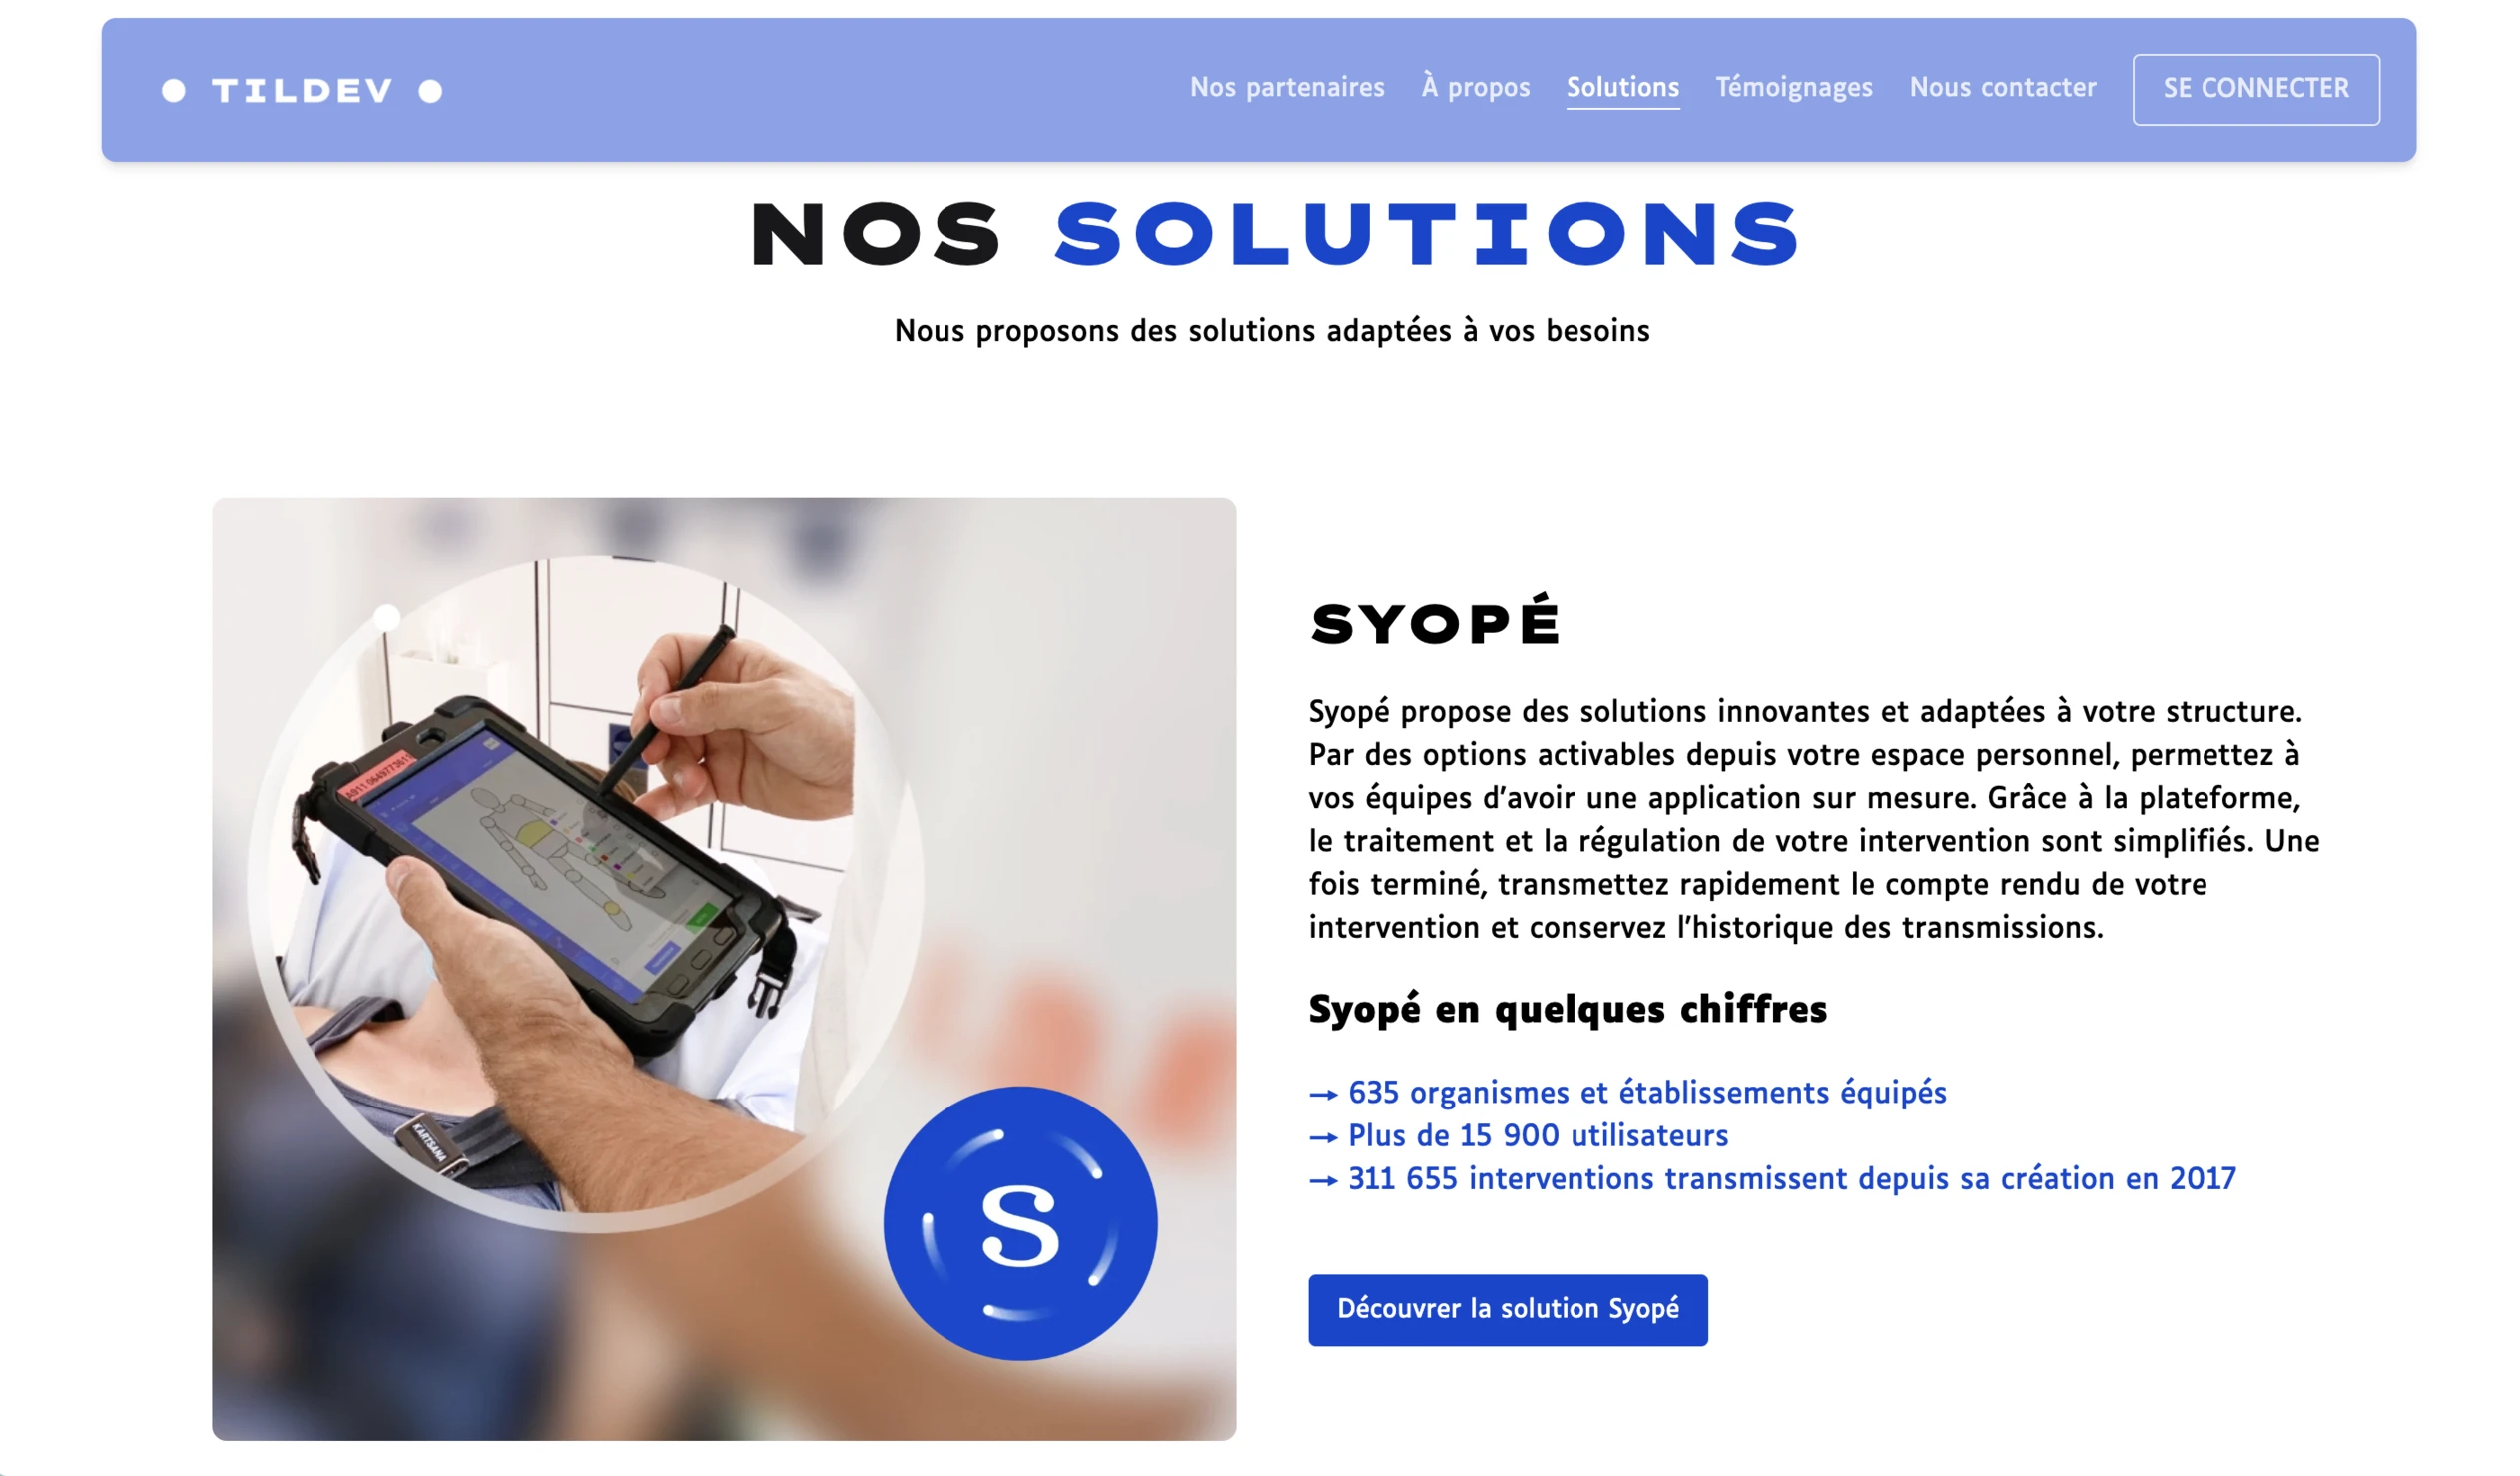 TILDEV
Nos partenaires
À propos
Solutions
Témoignages
Nous contacter
SE CONNECTER
NOS SOLUTIONS
Nous proposons des solutions adaptées à vos besoins
KARTSANA
S
SYOPÉ
Syopé propose des solutions innovantes et adaptées à votre structure.
Par des options activables depuis votre espace personnel, permettez à
vos équipes d'avoir une application sur mesure. Grâce à la plateforme,
le traitement et la régulation de votre intervention sont simplifiés. Une
fois terminé, transmettez rapidement le compte rendu de votre
intervention et conservez l'historique des transmissions.
Syopé en quelques chiffres
→ 635 organismes et établissements équipés
→ Plus de 15 900 utilisateurs
→ 311 655 interventions transmissent depuis sa création en 2017
Découvrer la solution Syopé